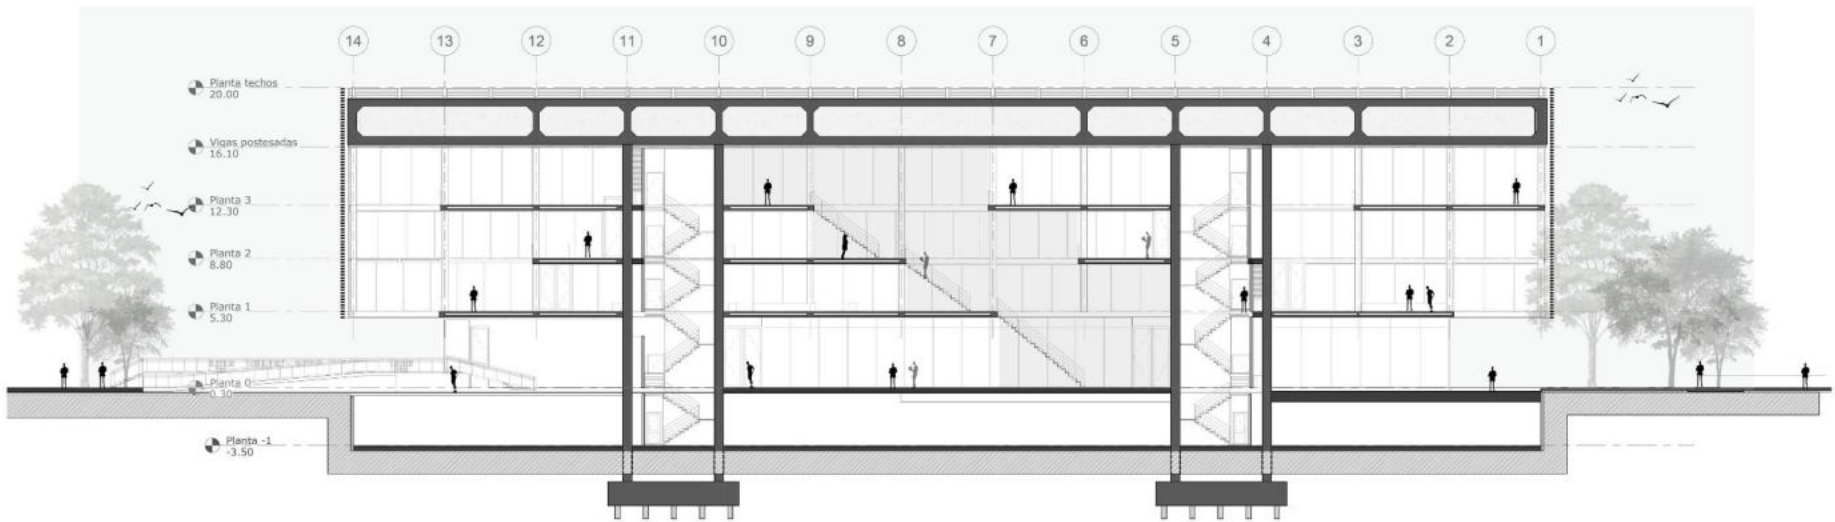 14 13 12 11 10 9 8 7 6 5 4 3 2 1
Planta techos
20.00
Vigas postesadas
16.10
Planta 3
12.30
Planta 2
8.80
Planta 1
5.30
Planta 0
0.30
Planta -1
-3.50